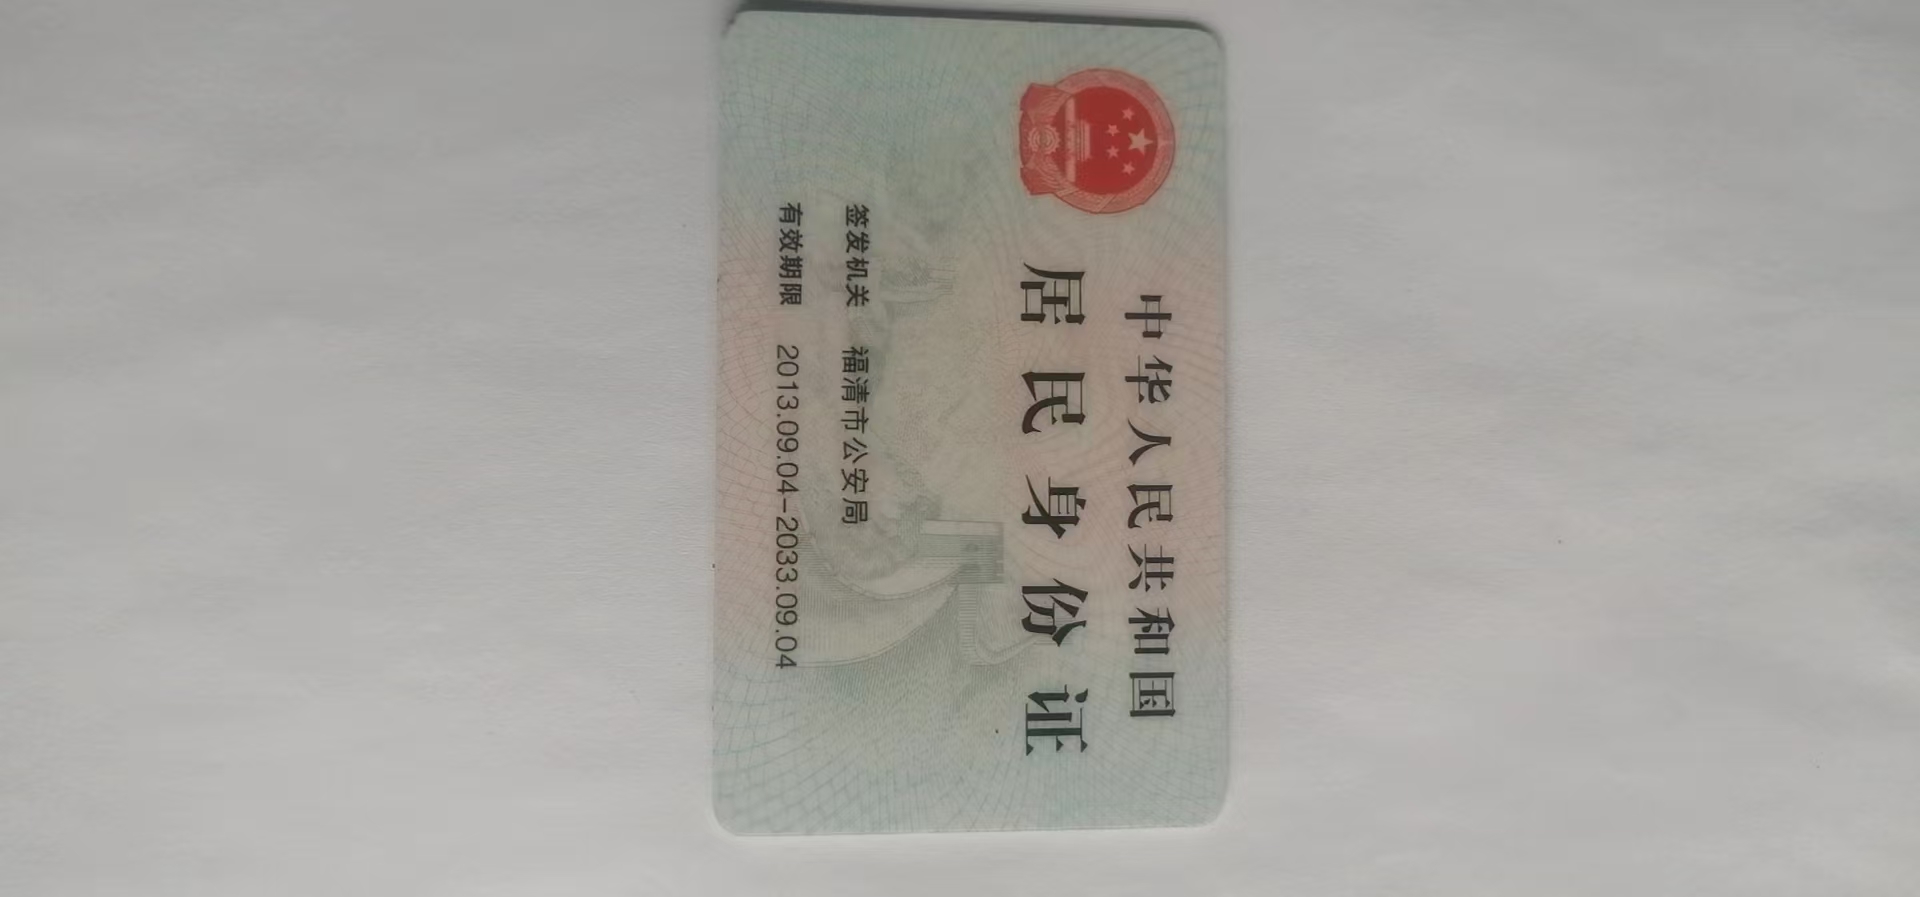 中华人民共和国
居民身份证
签发机关 福清市公安局
有效期限 2013.09.04-2033.09.04